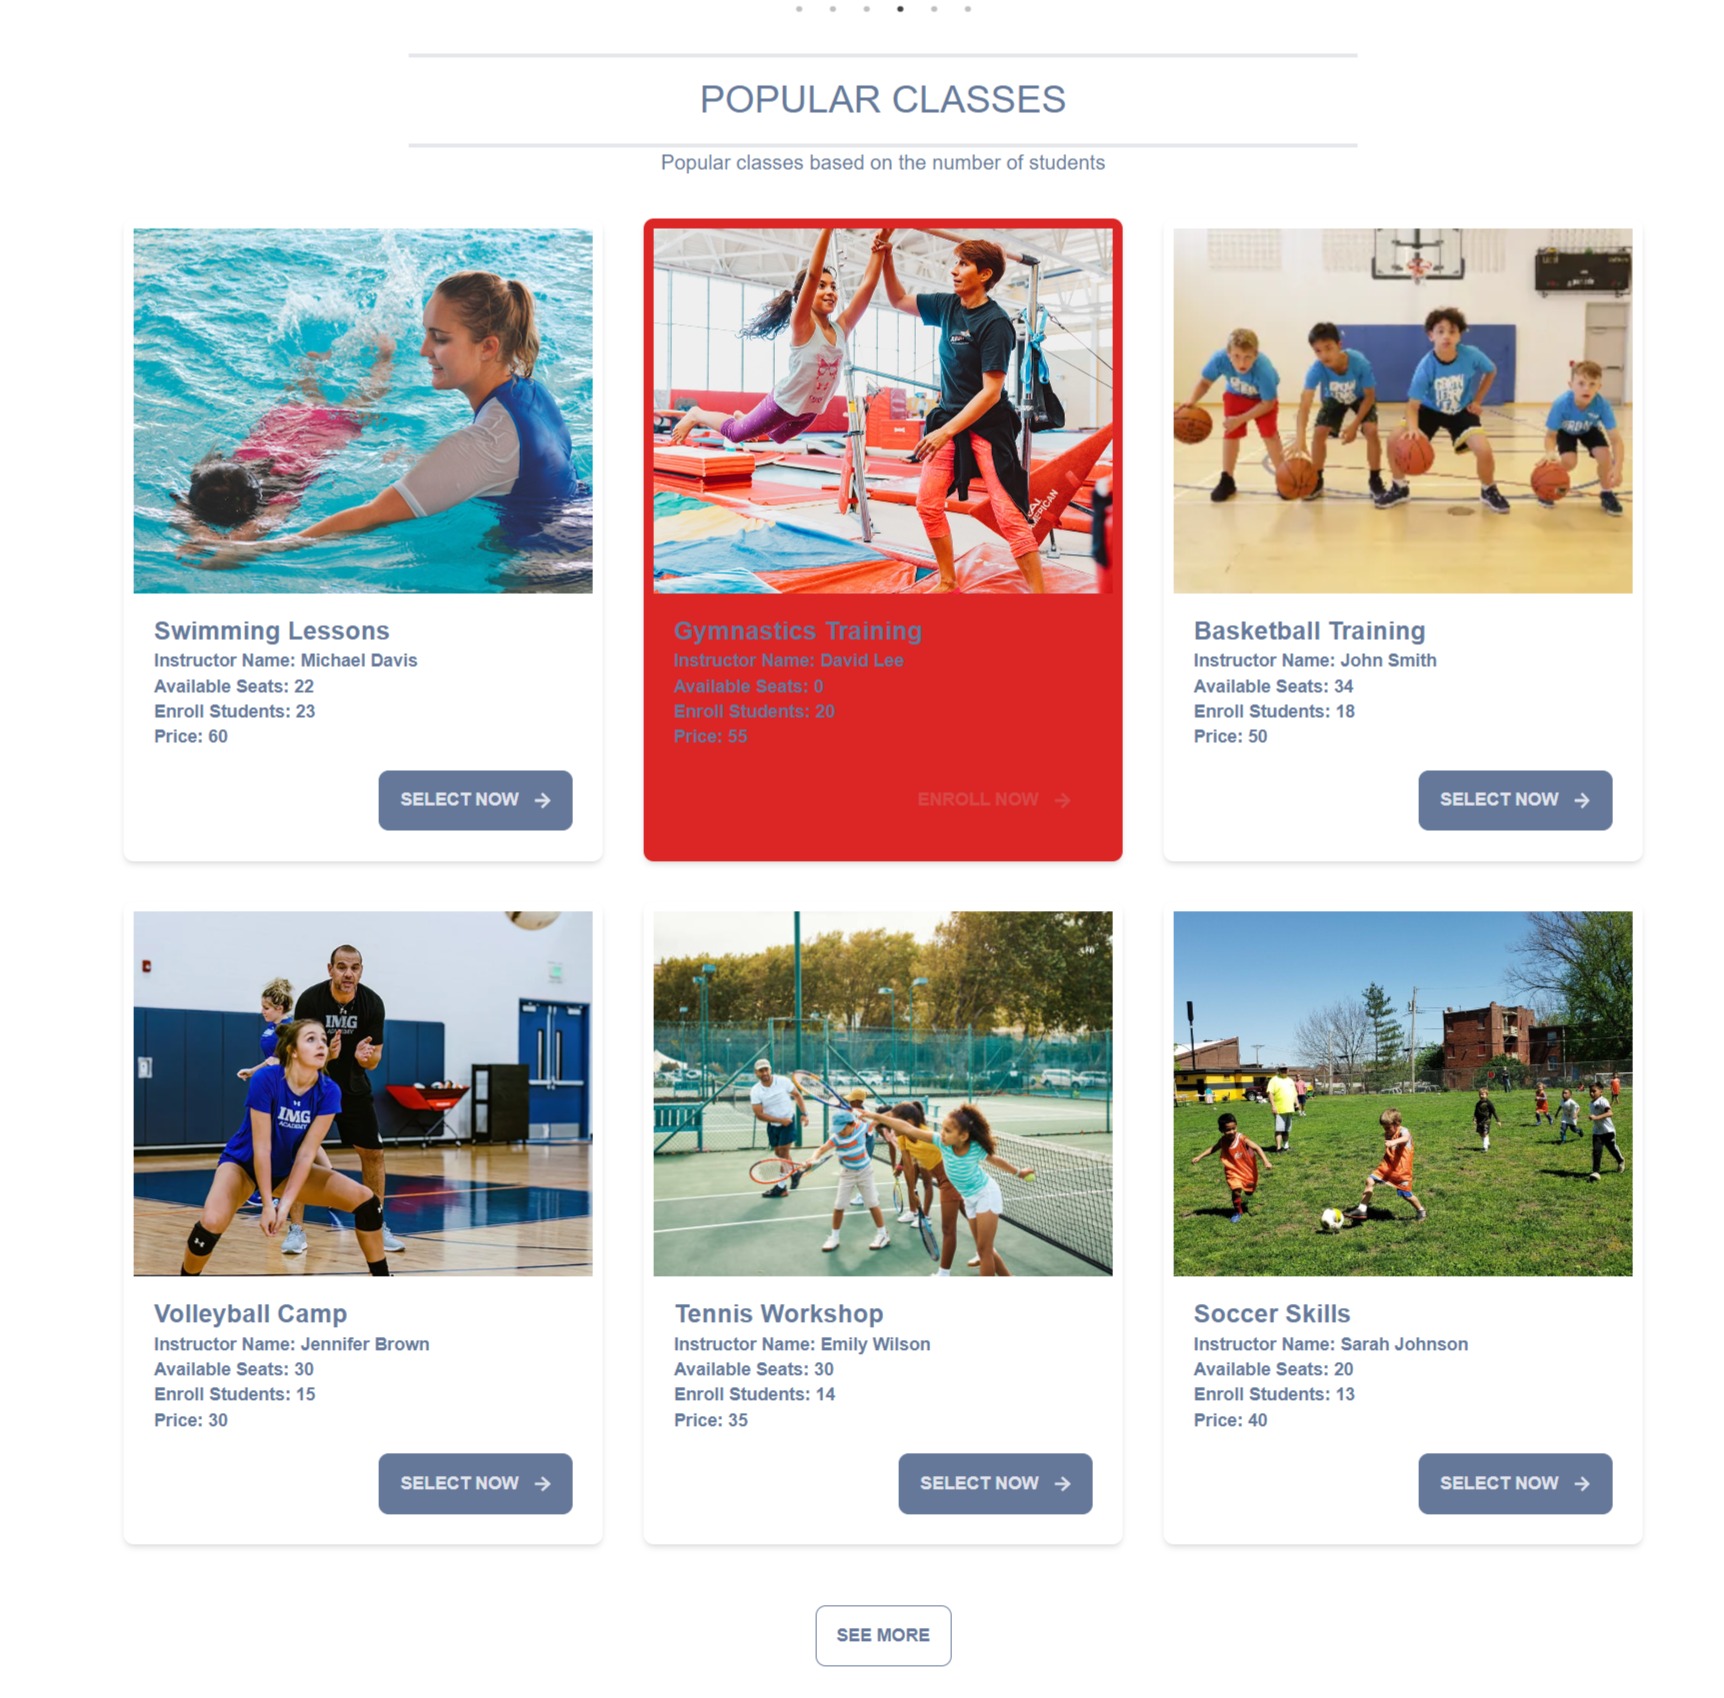 POPULAR CLASSES
Popular classes based on the number of students
Swimming Lessons
Instructor Name: Michael Davis
Available Seats: 22
Enroll Students: 23
Price: 60
SELECT NOW →
Gymnastics Training
Instructor Name: David Lee
Available Seats: 0
Enroll Students: 20
Price: 55
ENROLL NOW →
Basketball Training
Instructor Name: John Smith
Available Seats: 34
Enroll Students: 18
Price: 50
SELECT NOW →
IMG
ACADEMY
IMG
ACADEMY
Volleyball Camp
Instructor Name: Jennifer Brown
Available Seats: 30
Enroll Students: 15
Price: 30
SELECT NOW →
Tennis Workshop
Instructor Name: Emily Wilson
Available Seats: 30
Enroll Students: 14
Price: 35
SELECT NOW →
Soccer Skills
Instructor Name: Sarah Johnson
Available Seats: 20
Enroll Students: 13
Price: 40
SELECT NOW →
SEE MORE